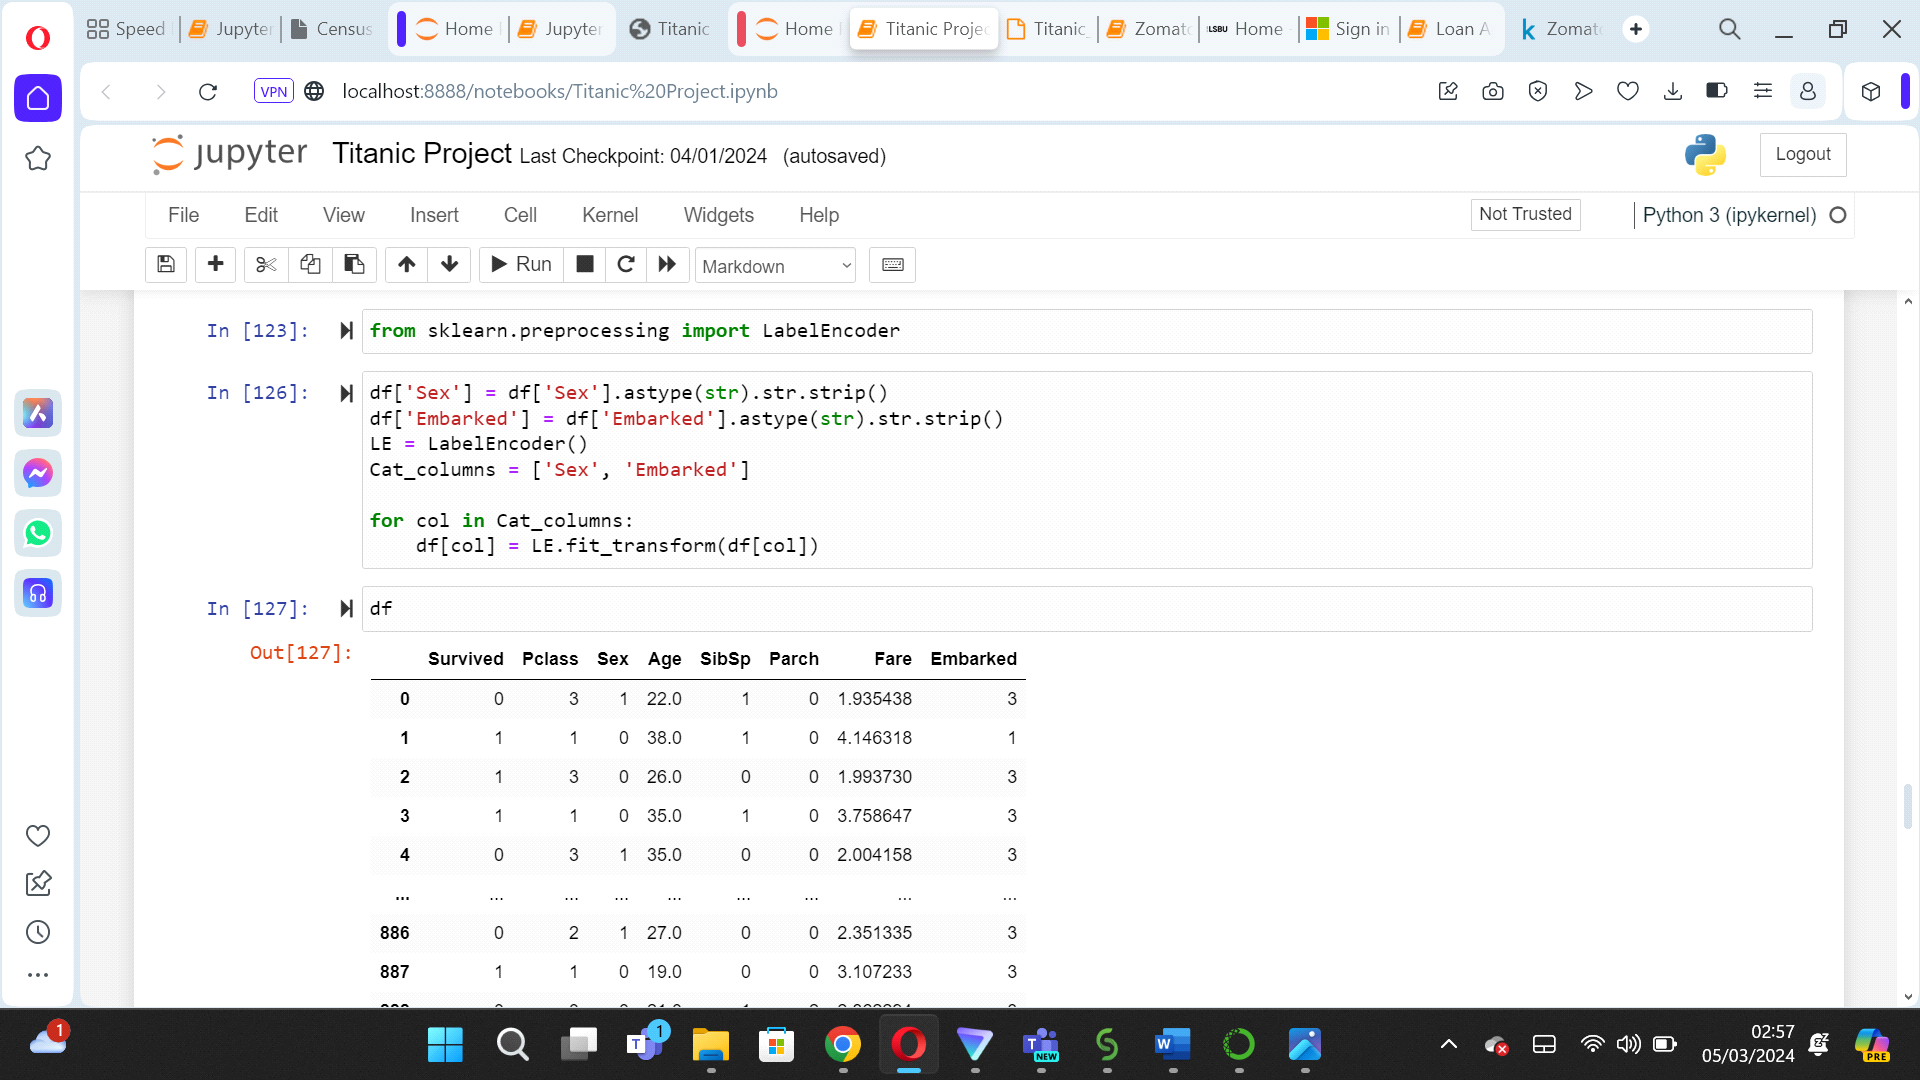 Speed
Jupyter
Census
Home
Jupyter
Titanic
Home
Titanic Projec
Titanic_
Zomat
LSBU Home
Sign in
Loan A
Zomat
VPN localhost:8888/notebooks/Titanic%20Project.ipynb
jupyter Titanic Project Last Checkpoint: 04/01/2024 (autosaved)
Logout
File Edit View Insert Cell Kernel Widgets Help
Not Trusted
Python 3 (ipykernel)
Run
Markdown
In [123]: from sklearn.preprocessing import LabelEncoder
In [126]: df['Sex'] = df['Sex'].astype(str).str.strip()
df['Embarked'] = df['Embarked'].astype(str).str.strip()
LE = LabelEncoder()
Cat_columns = ['Sex', 'Embarked']
for col in Cat_columns:
df[col] = LE.fit_transform(df[col])
In [127]: df
Out[127]:
Survived Pclass Sex Age SibSp Parch Fare Embarked
0 0 3 1 22.0 1 0 1.935438 3
1 1 1 0 38.0 1 0 4.146318 1
2 1 3 0 26.0 0 0 1.993730 3
3 1 1 0 35.0 1 0 3.758647 3
4 0 3 1 35.0 0 0 2.004158 3
... ... ... ... ... ... ... ... ...
886 0 2 1 27.0 0 0 2.351335 3
887 1 1 0 19.0 0 0 3.107233 3
1
1
T
T
NEW
W
02:57
05/03/2024
PRE